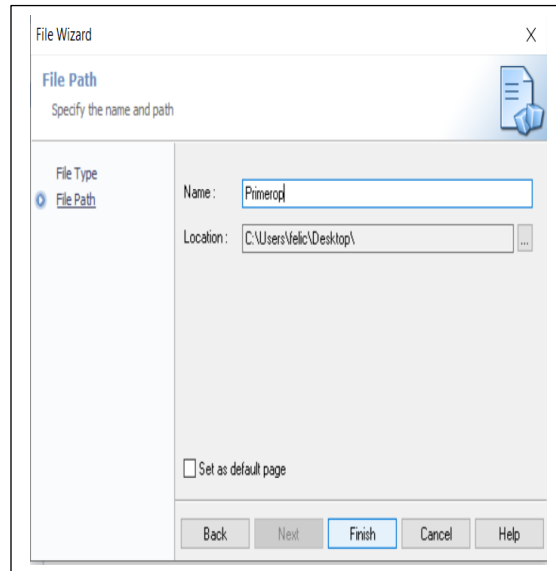 File Wizard
X
File Path
Specify the name and path
File Type
File Path
Name : Primerop
Location : C:\Users\felic\Desktop\ ...
Set as default page
Back Next Finish Cancel Help